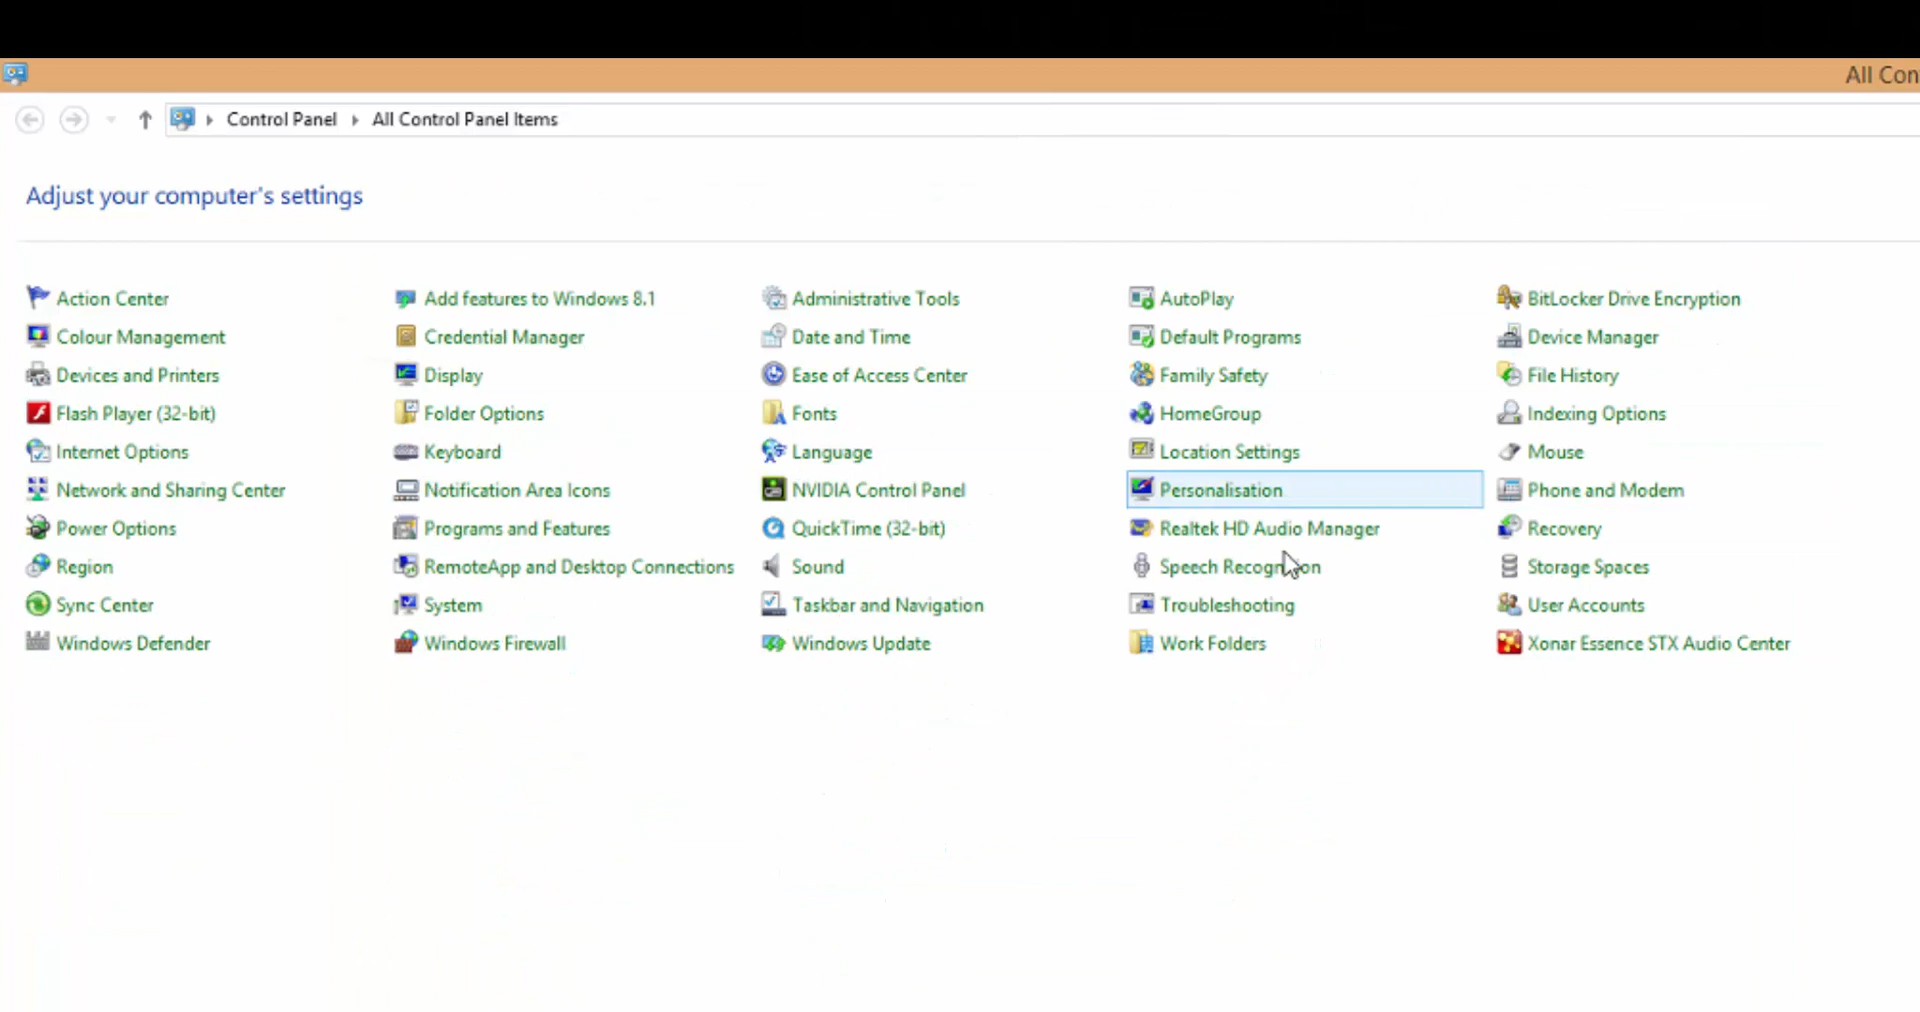 All Con
Control Panel All Control Panel Items
Adjust your computer's settings
Action Center Add features to Windows 8.1 Administrative Tools AutoPlay BitLocker Drive Encryption
Colour Management Credential Manager Date and Time Default Programs Device Manager
Devices and Printers Display Ease of Access Center Family Safety File History
Flash Player (32-bit) Folder Options Fonts HomeGroup Indexing Options
Internet Options Keyboard Language Location Settings Mouse
Network and Sharing Center Notification Area Icons NVIDIA Control Panel Personalisation Phone and Modem
Power Options Programs and Features QuickTime (32-bit) Realtek HD Audio Manager Recovery
Region RemoteApp and Desktop Connections Sound Speech Recognition Storage Spaces
Sync Center System Taskbar and Navigation Troubleshooting User Accounts
Windows Defender Windows Firewall Windows Update Work Folders Xonar Essence STX Audio Center